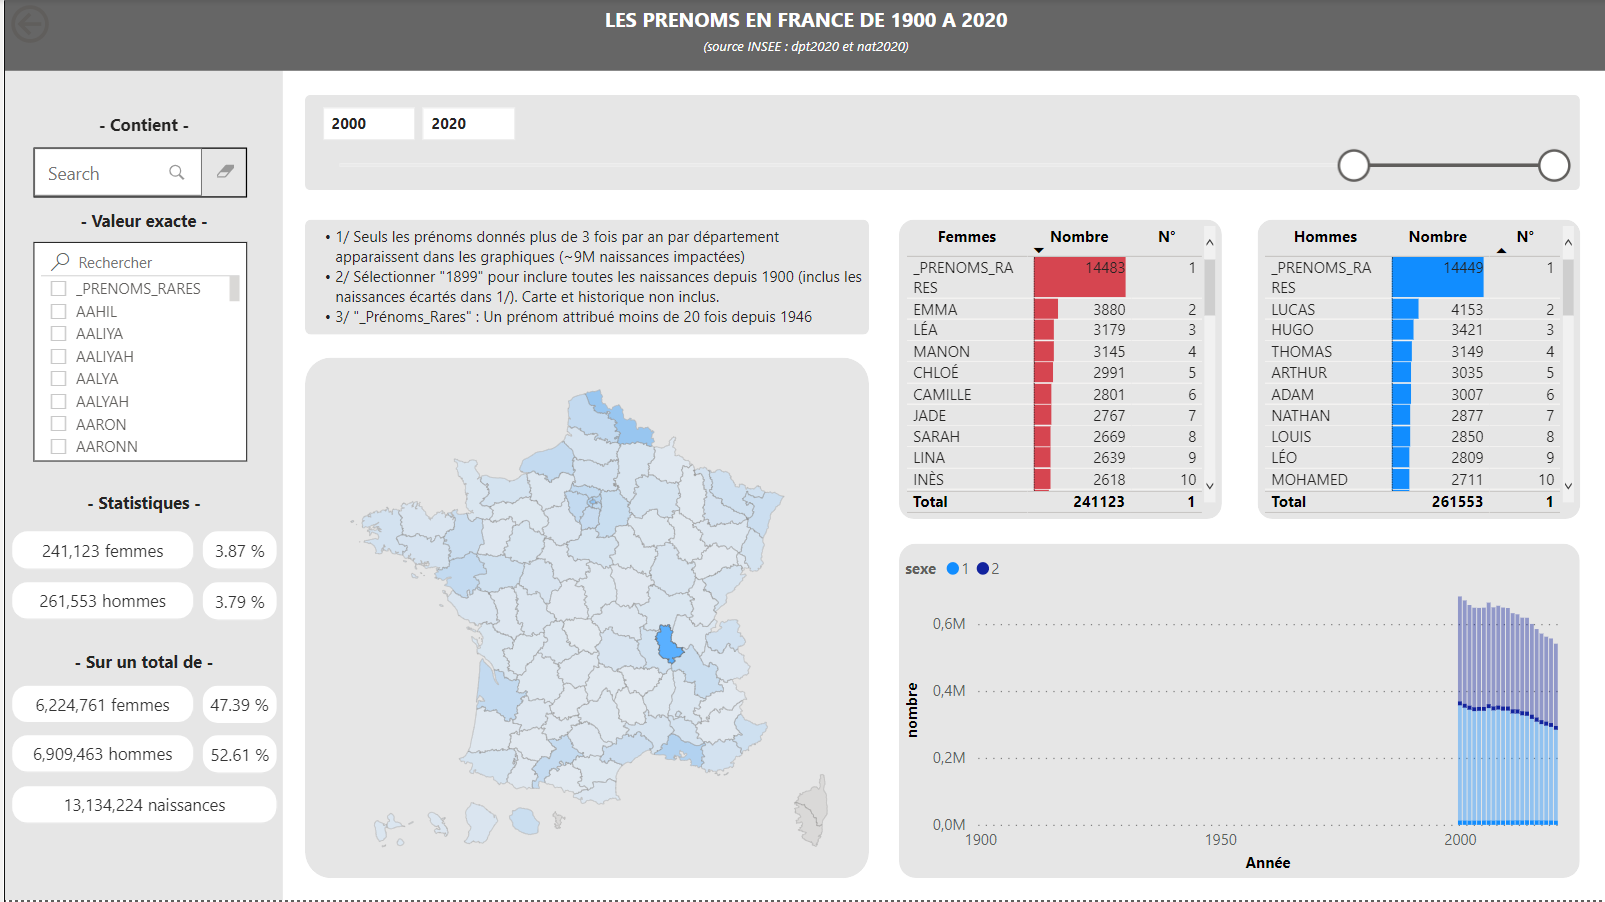 LES PRENOMS EN FRANCE DE 1900 A 2020
(source INSEE : dpt2020 et nat2020)
- Contient -
Search
- Valeur exacte -
Rechercher
_PRENOMS_RARES
AAHIL
AALIYA
AALIYAH
AALYA
AALYAH
AARON
AARONN
- Statistiques -
241,123 femmes 3.87 %
261,553 hommes 3.79 %
- Sur un total de -
6,224,761 femmes 47.39 %
6,909,463 hommes 52.61 %
13,134,224 naissances
2000 2020
• 1/ Seuls les prénoms donnés plus de 3 fois par an par département
apparaissent dans les graphiques (~9M naissances impactées)
• 2/ Sélectionner "1899" pour inclure toutes les naissances depuis 1900 (inclus les
naissances écartés dans 1/). Carte et historique non inclus.
• 3/ "_Prénoms_Rares" : Un prénom attribué moins de 20 fois depuis 1946
Femmes Nombre N°
_PRENOMS_RA 14483 1
RES
EMMA 3880 2
LÉA 3179 3
MANON 3145 4
CHLOÉ 2991 5
CAMILLE 2801 6
JADE 2767 7
SARAH 2669 8
LINA 2639 9
INÈS 2618 10
Total 241123 1
Hommes Nombre N°
_PRENOMS_RA 14449 1
RES
LUCAS 4153 2
HUGO 3421 3
THOMAS 3149 4
ARTHUR 3035 5
ADAM 3007 6
NATHAN 2877 7
LOUIS 2850 8
LÉO 2809 9
MOHAMED 2711 10
Total 261553 1
sexe 1 2
nombre
0,6M
0,4M
0,2M
0,0M
1900 1950 2000
Année